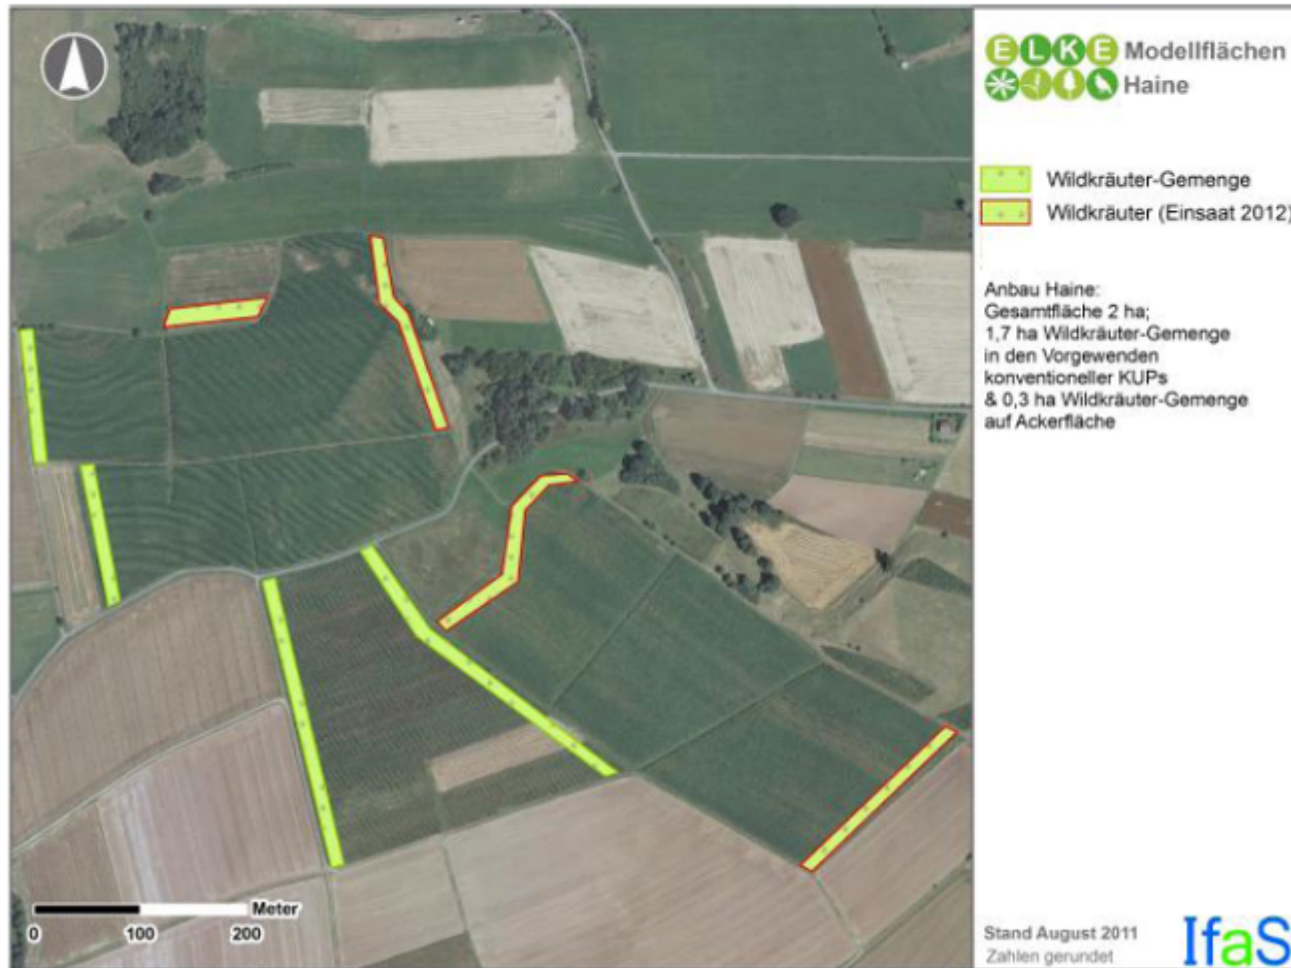 ELKE Modellflächen
Haine
Wildkräuter-Gemenge
Wildkräuter (Einsaat 2012)
Anbau Haine:
Gesamtfläche 2 ha;
1,7 ha Wildkräuter-Gemenge
in den Vorgewenden
konventioneller KUPs
& 0,3 ha Wildkräuter-Gemenge
auf Ackerfläche
Meter
0 100 200
Stand August 2011
Zahlen gerundet
IfaS